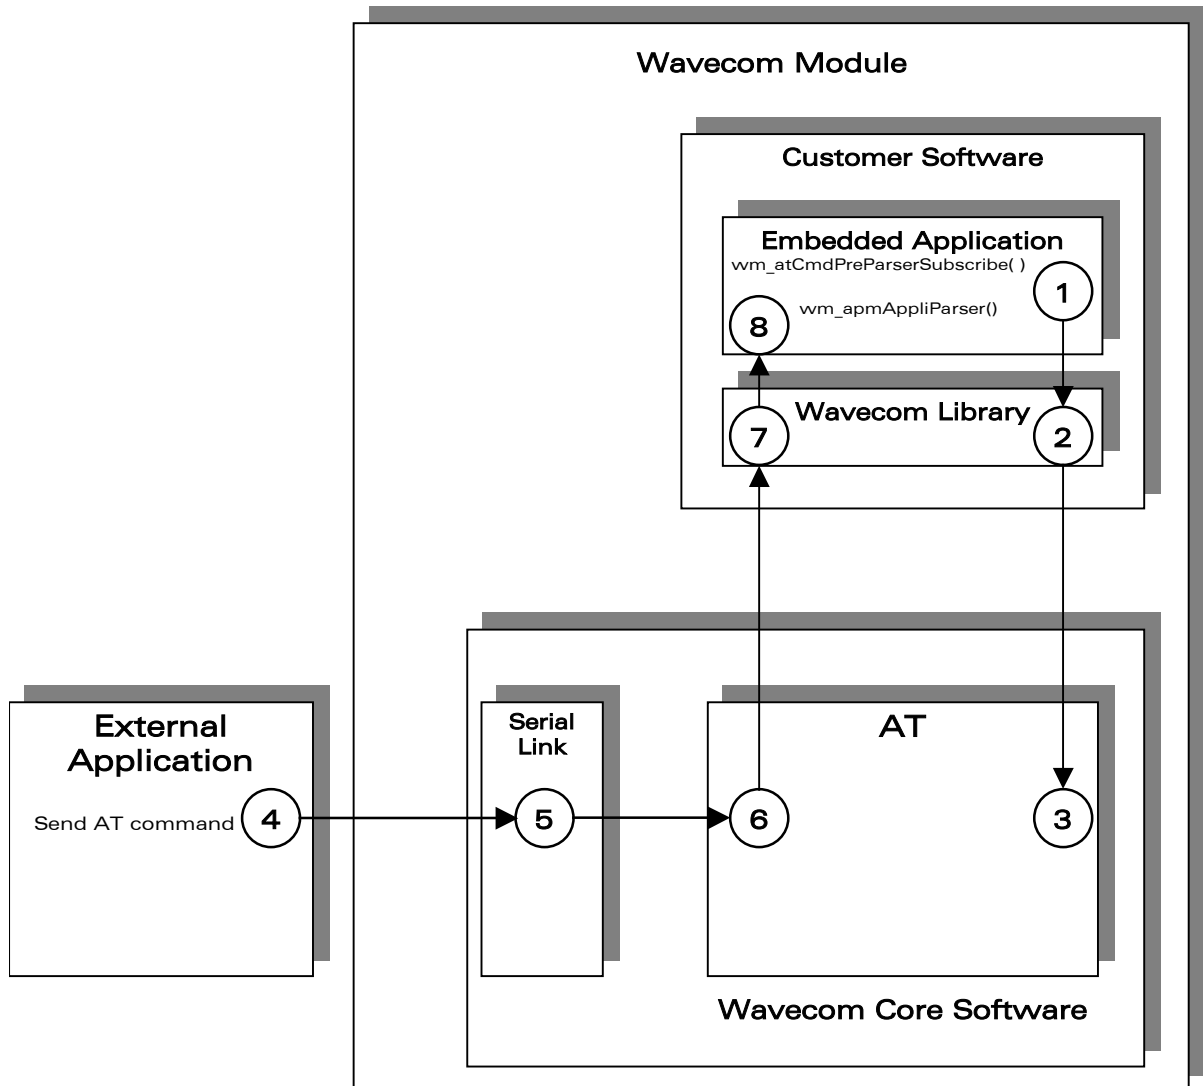 Wavecom Module
Customer Software
Embedded Application
wm_atCmdPreParserSubscribe( )
1
wm_apmAppliParser()
8
Wavecom Library
7
2
External
Application
Serial
Link
AT
Send AT command
4
5
6
3
Wavecom Core Software